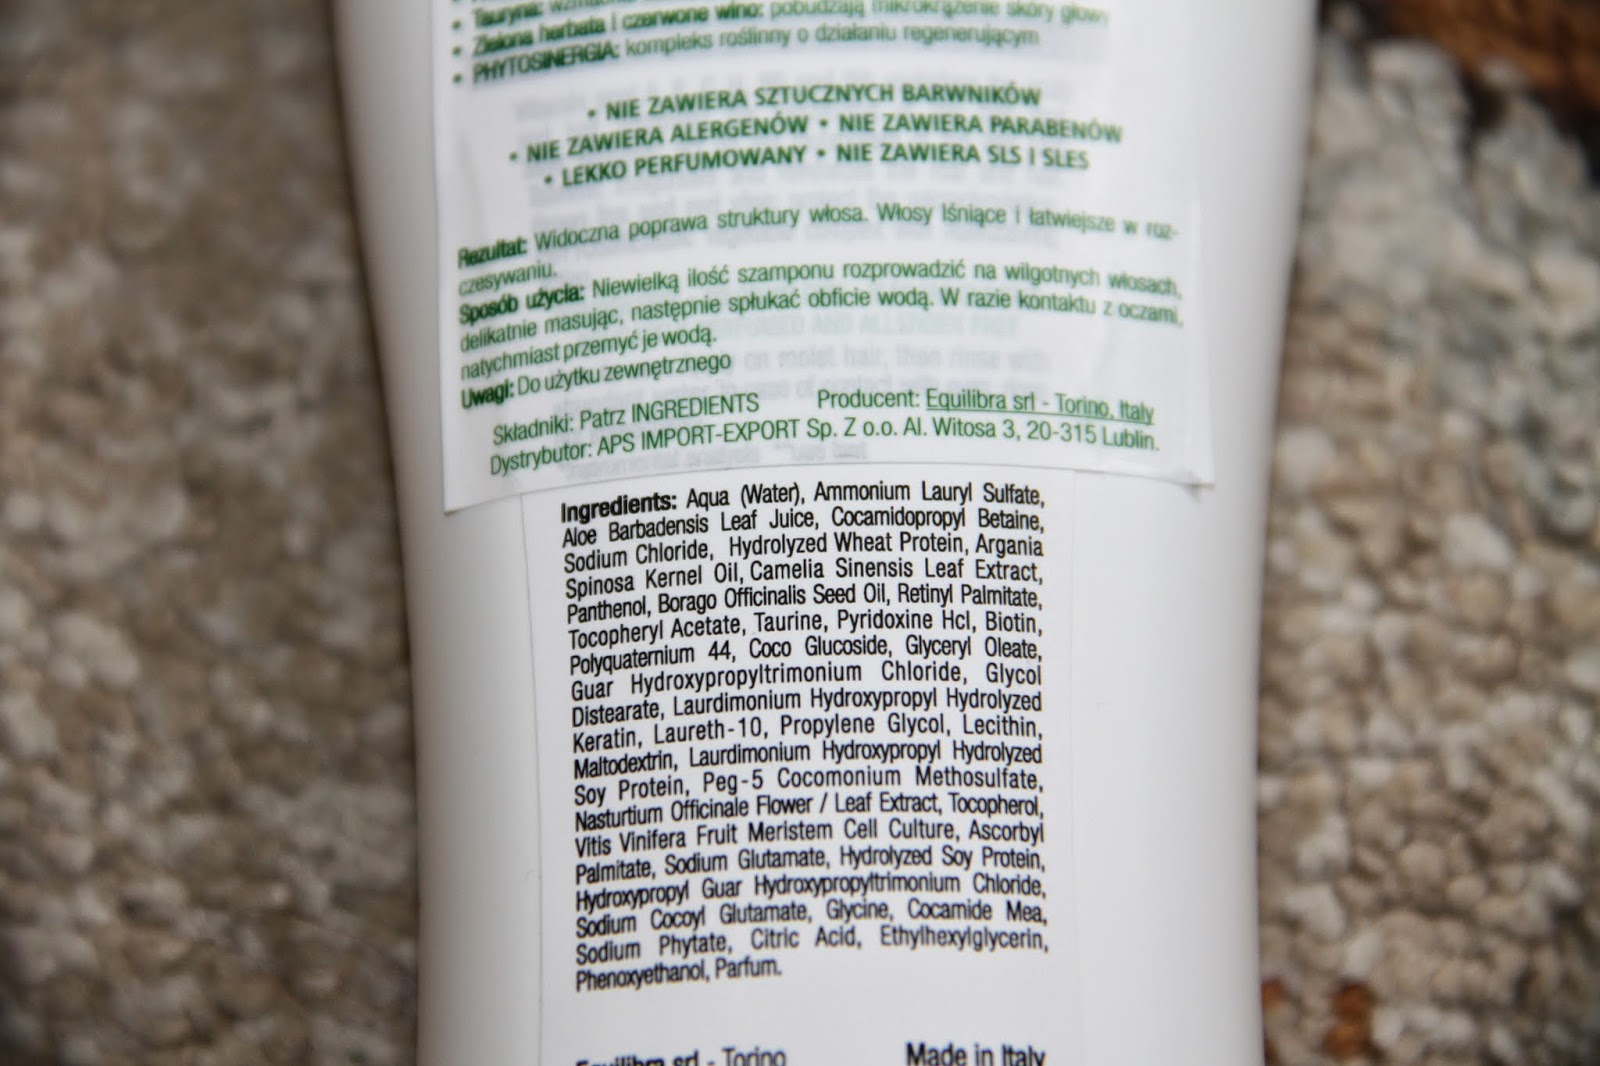 • Tauryna:
• Zielona herbata i czerwone wino: pobudzają mikrokrążenie skóry głowy
• PHYTOSINERGIA: kompleks roślinny o działaniu regenerującym
• NIE ZAWIERA SZTUCZNYCH BARWNIKÓW
• NIE ZAWIERA ALERGENÓW • NIE ZAWIERA PARABENÓW
• LEKKO PERFUMOWANY • NIE ZAWIERA SLS I SLES
Rezultat: Widoczna poprawa struktury włosa. Włosy lśniące i łatwiejsze w roz-
czesywaniu.
Sposób użycia: Niewielką ilość szamponu rozprowadzić na wilgotnych włosach,
delikatnie masując, następnie spłukać obficie wodą. W razie kontaktu z oczami,
natychmiast przemyć je wodą.
Uwagi: Do użytku zewnętrznego
Składniki: Patrz INGREDIENTS Producent: Equilibra srl - Torino, Italy
Dystrybutor: APS IMPORT-EXPORT Sp. Z o.o. Al. Witosa 3, 20-315 Lublin.
Ingredients: Aqua (Water), Ammonium Lauryl Sulfate,
Aloe Barbadensis Leaf Juice, Cocamidopropyl Betaine,
Sodium Chloride, Hydrolyzed Wheat Protein, Argania
Spinosa Kernel Oil, Camelia Sinensis Leaf Extract,
Panthenol, Borago Officinalis Seed Oil, Retinyl Palmitate,
Tocopheryl Acetate, Taurine, Pyridoxine Hcl, Biotin,
Polyquaternium 44, Coco Glucoside, Glyceryl Oleate,
Guar Hydroxypropyltrimonium Chloride, Glycol
Distearate, Laurdimonium Hydroxypropyl Hydrolyzed
Keratin, Laureth-10, Propylene Glycol, Lecithin,
Maltodextrin, Laurdimonium Hydroxypropyl Hydrolyzed
Soy Protein, Peg-5 Cocomonium Methosulfate,
Nasturtium Officinale Flower / Leaf Extract, Tocopherol,
Vitis Vinifera Fruit Meristem Cell Culture, Ascorbyl
Palmitate, Sodium Glutamate, Hydrolyzed Soy Protein,
Hydroxypropyl Guar Hydroxypropyltrimonium Chloride,
Sodium Cocoyl Glutamate, Glycine, Cocamide Mea,
Sodium Phytate, Citric Acid, Ethylhexylglycerin,
Phenoxyethanol, Parfum.
Equilibra srl - Torino Made in Italy